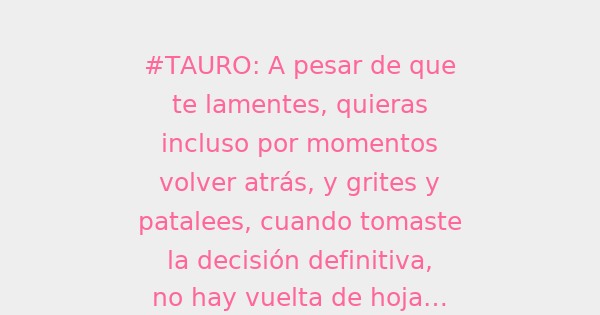 #TAURO: A pesar de que
te lamentes, quieras
incluso por momentos
volver atrás, y grites y
patalees, cuando tomaste
la decisión definitiva,
no hay vuelta de hoja...